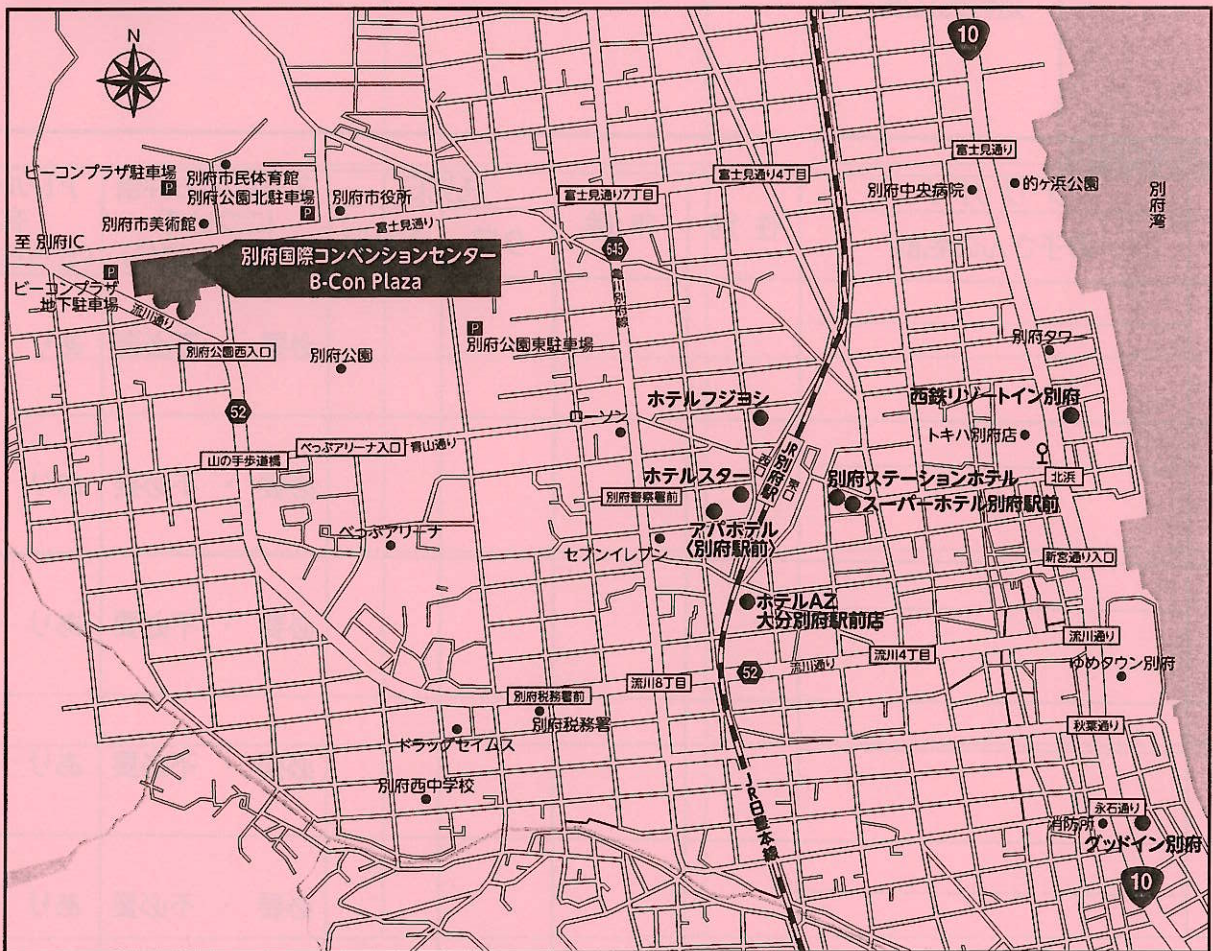 N
10
ビーコンプラザ駐車場
P
別府市民体育館
別府公園北駐車場
P
別府市役所
別府市美術館
富士見通り
富士見通り7丁目
富士見通り4丁目
富士見通り
別府中央病院
的ヶ浜公園
別府湾
至 別府IC
別府国際コンベンションセンター
B-Con Plaza
P
ビーコンプラザ
地下駐車場
流川通り
645
亀川別府線
別府公園西入口
別府公園
P
別府公園東駐車場
別府タワー
52
ホテルフジヨシ
西鉄リゾートイン別府
ローソン
トキハ別府店
べっぷアリーナ入口
青山通り
山の手歩道橋
JR別府駅
西口
東口
北浜
ホテルスター
別府ステーションホテル
スーパーホテル別府駅前
別府警察署前
アパホテル
〈別府駅前〉
べっぷアリーナ
セブンイレブン
新宮通り入口
ホテルAZ
大分別府駅前店
流川通り
流川4丁目
流川通り
52
ゆめタウン別府
流川8丁目
別府税務署前
別府税務署
秋葉通り
ドラッグセイムス
別府西中学校
JR日豊本線
永石通り
消防所
グッドイン別府
10